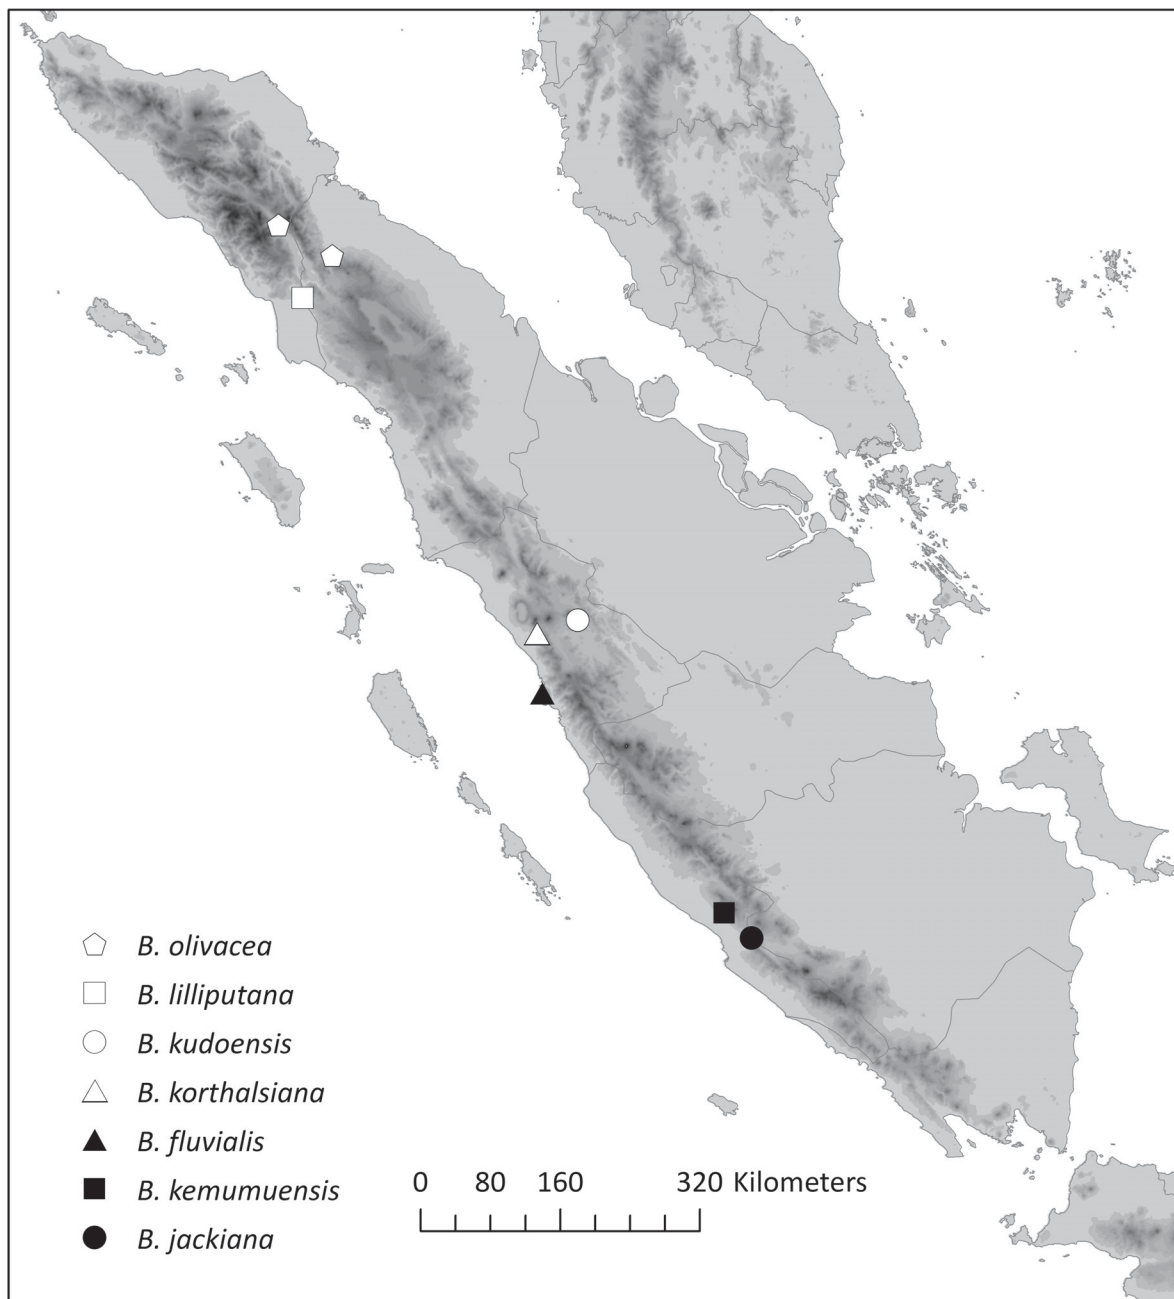 B. olivacea
B. lilliputana
B. kudoensis
B. korthalsiana
B. fluvialis
B. kemumuensis
B. jackiana
0 80 160 320 Kilometers